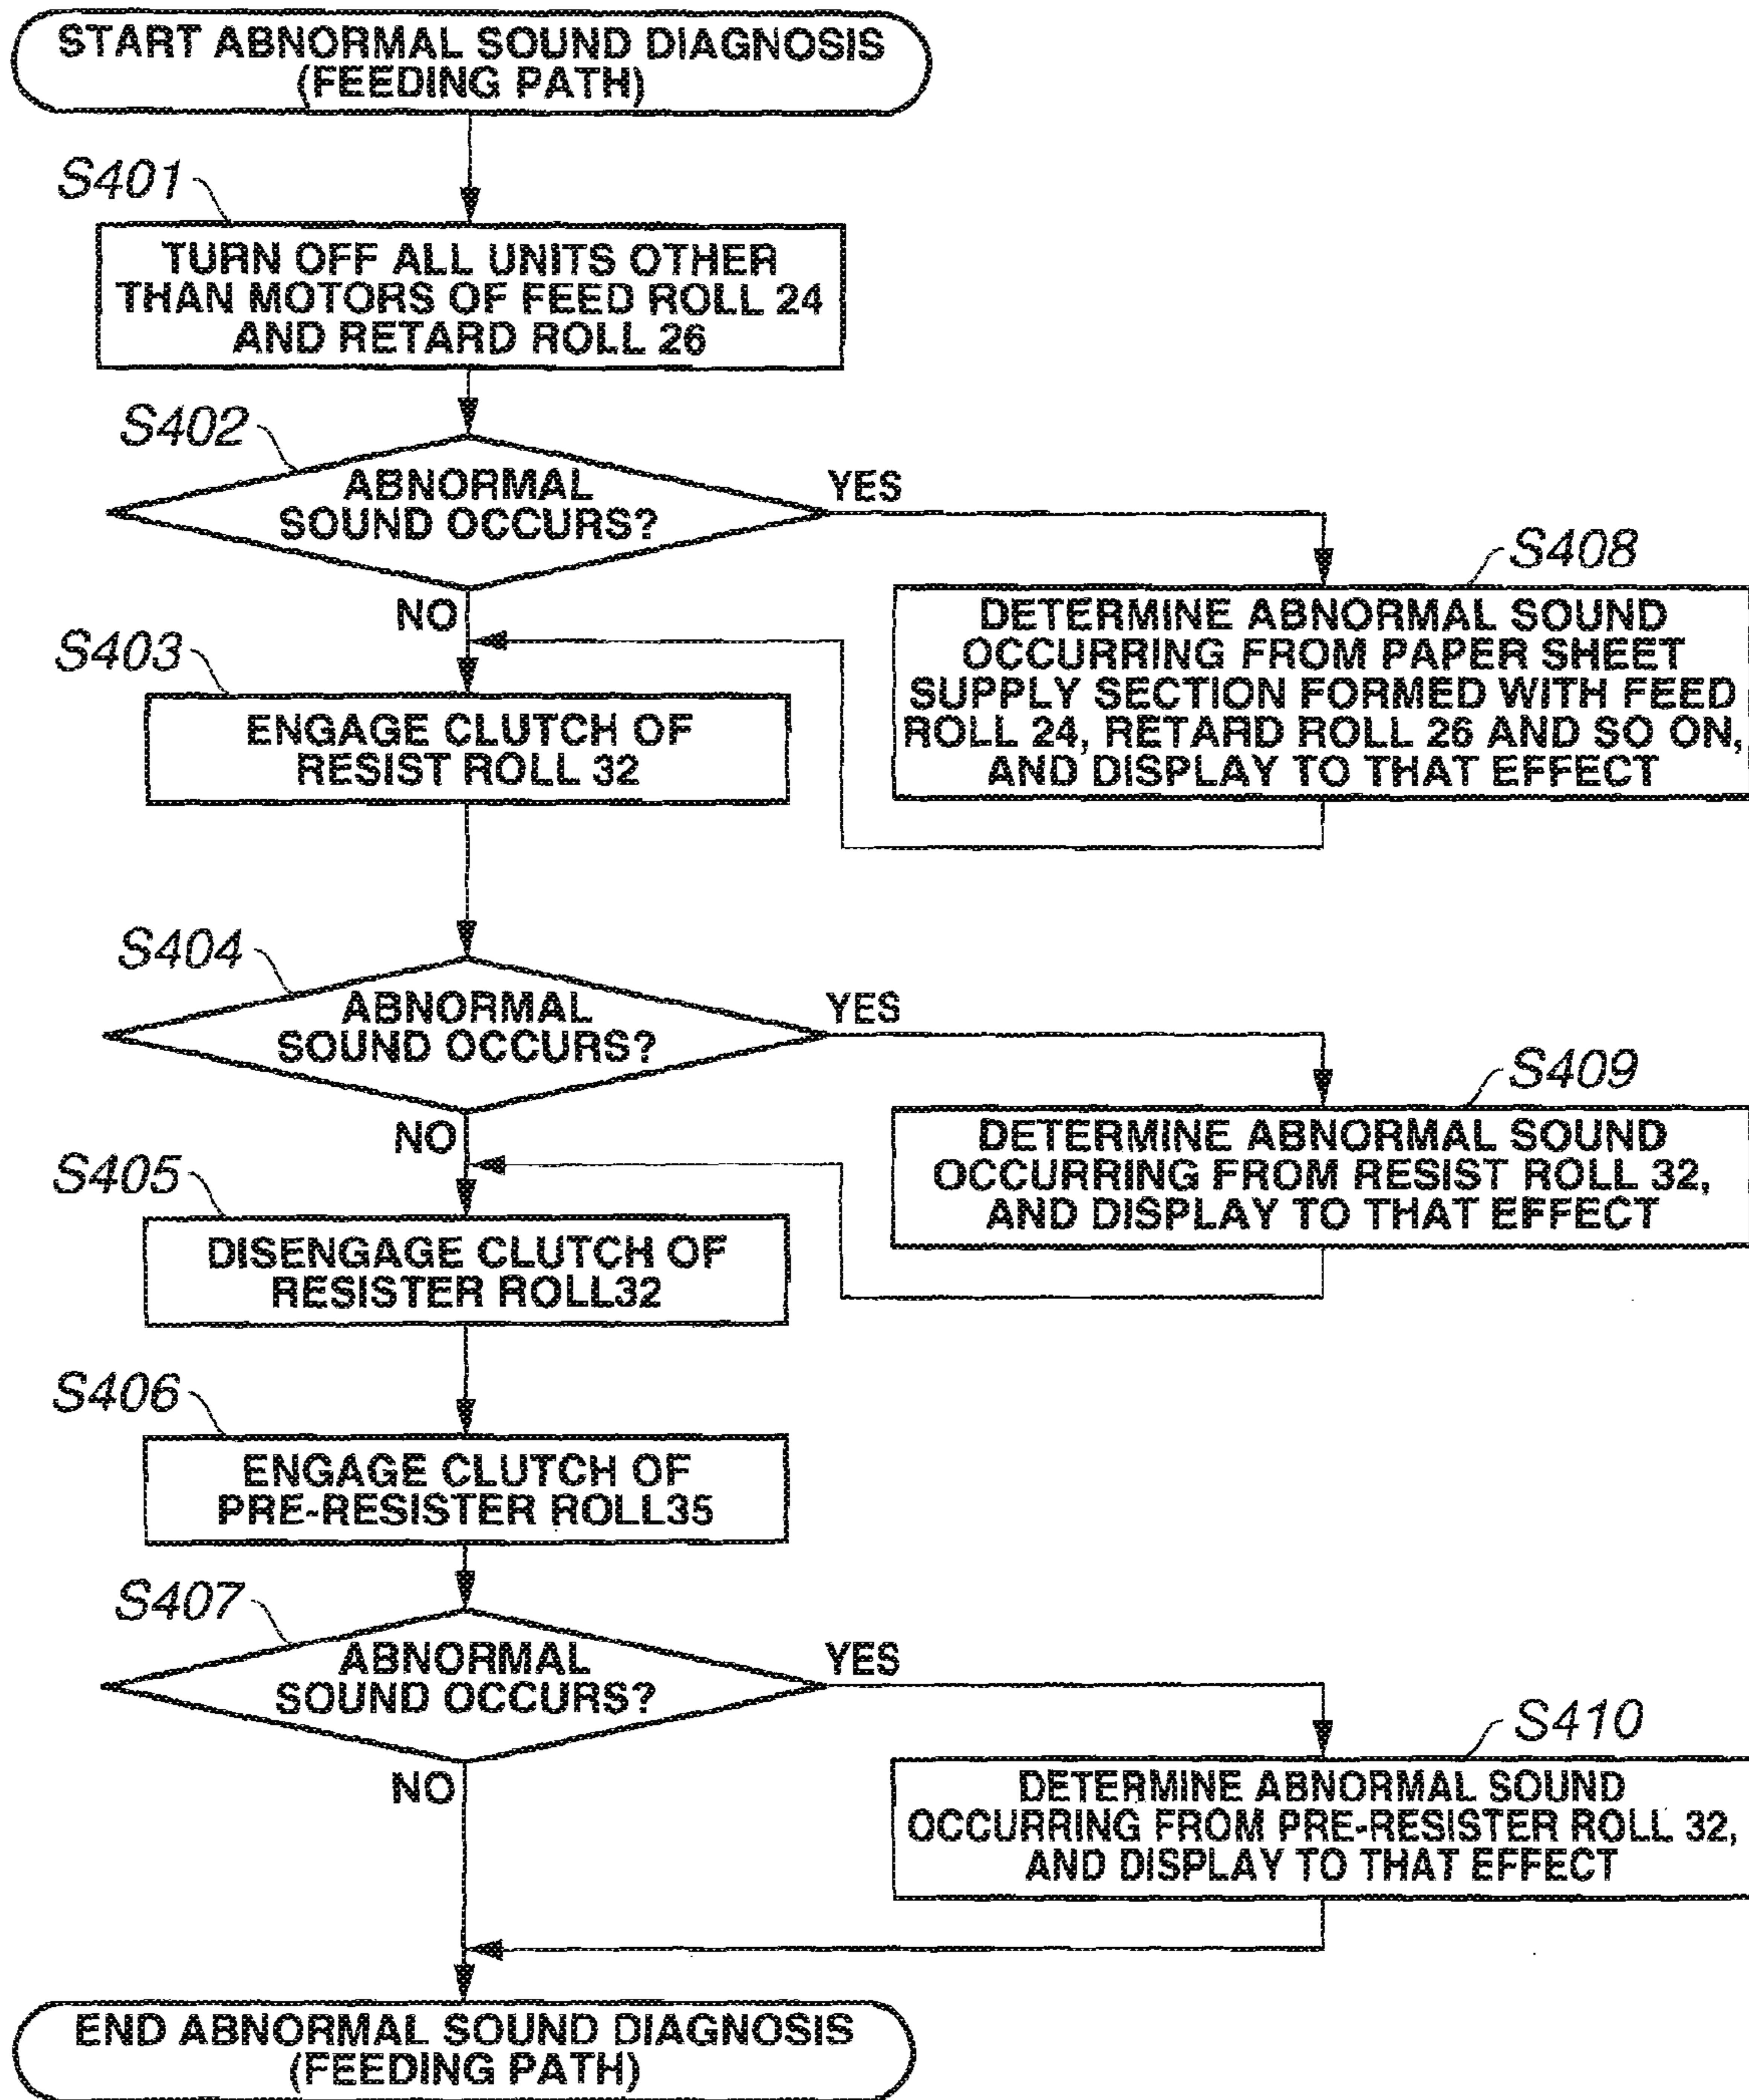 START ABNORMAL SOUND DIAGNOSIS
(FEEDING PATH)
S401
TURN OFF ALL UNITS OTHER
THAN MOTORS OF FEED ROLL 24
AND RETARD ROLL 26
S402
ABNORMAL
SOUND OCCURS?
YES
NO
S408
DETERMINE ABNORMAL SOUND
OCCURRING FROM PAPER SHEET
SUPPLY SECTION FORMED WITH FEED
ROLL 24, RETARD ROLL 26 AND SO ON,
AND DISPLAY TO THAT EFFECT
S403
ENGAGE CLUTCH OF
RESIST ROLL 32
S404
ABNORMAL
SOUND OCCURS?
YES
NO
S409
DETERMINE ABNORMAL SOUND
OCCURRING FROM RESIST ROLL 32,
AND DISPLAY TO THAT EFFECT
S405
DISENGAGE CLUTCH OF
RESISTER ROLL32
S406
ENGAGE CLUTCH OF
PRE-RESISTER ROLL35
S407
ABNORMAL
SOUND OCCURS?
YES
NO
S410
DETERMINE ABNORMAL SOUND
OCCURRING FROM PRE-RESISTER ROLL 32,
AND DISPLAY TO THAT EFFECT
END ABNORMAL SOUND DIAGNOSIS
(FEEDING PATH)